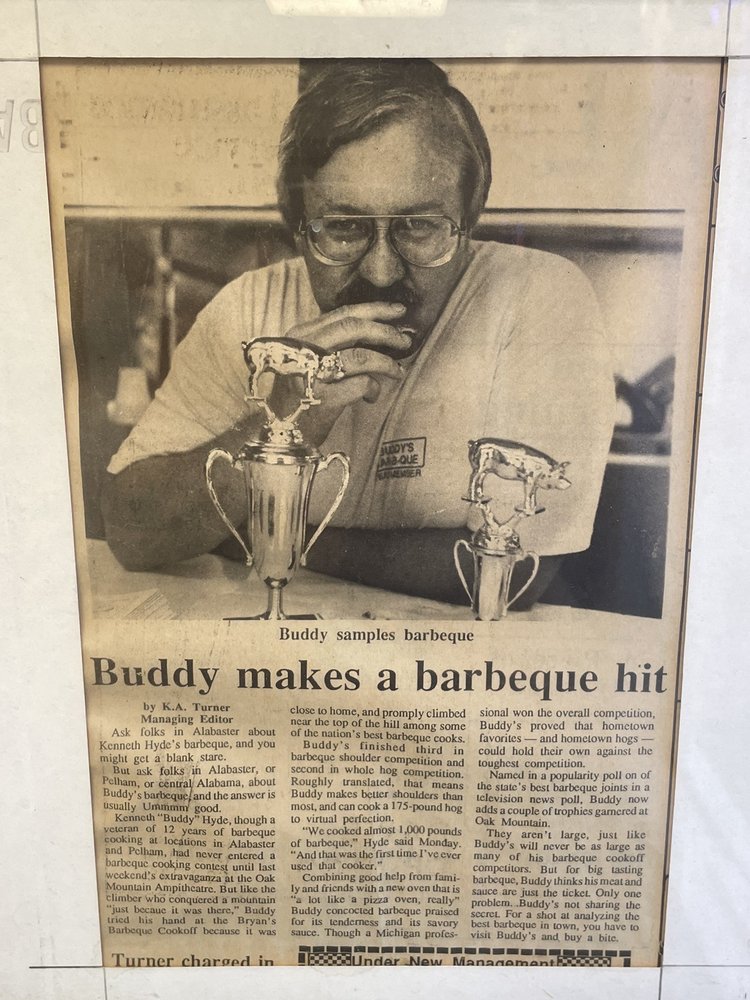 BUDDY'S
Buddy samples barbeque
Buddy makes a barbeque hit
by K.A. Turner
Managing Editor
Ask folks in Alabaster about
Kenneth Hyde's barbeque, and you
might get a blank stare.
But ask folks in Alabaster, or
Pelham, or central Alabama, about
Buddy's barbeque, and the answer is
usually Ummmm good.
Kenneth "Buddy" Hyde, though a
veteran of 12 years of barbeque
cooking at locations in Alabaster
and Pelham, had never entered a
barbeque cooking contest until last
weekend's extravaganza at the Oak
Mountain Ampitheatre. But like the
climber who conquered a mountain
"just becaue it was there," Buddy
tried his hand at the Bryan's
Barbeque Cookoff because it was
close to home, and promply climbed
near the top of the hill among some
of the nation's best barbeque cooks.
Buddy's finished third in
barbeque shoulder competition and
second in whole hog competition.
Roughly translated, that means
Buddy makes better shoulders than
most, and can cook a 175-pound hog
to virtual perfection.
"We cooked almost 1,000 pounds
of barbeque," Hyde said Monday.
"And that was the first time I've ever
used that cooker."
Combining good help from fami-
ly and friends with a new oven that is
"a lot like a pizza oven, really"
Buddy concocted barbeque praised
for its tenderness and its savory
sauce. Though a Michigan profes-
sional won the overall competition,
Buddy's proved that hometown
favorites — and hometown hogs —
could hold their own against the
toughest competition.
Named in a popularity poll on of
the state's best barbeque joints in a
television news poll, Buddy now
adds a couple of trophies garnered at
Oak Mountain.
They aren't large, just like
Buddy's will never be as large as
many of his barbeque cookoff
competitors. But for big tasting
barbeque, Buddy thinks his meat and
sauce are just the ticket. Only one
problem...Buddy's not sharing the
secret. For a shot at analyzing the
best barbeque in town, you have to
visit Buddy's and buy a bite.
Turner charged in
Under New Management